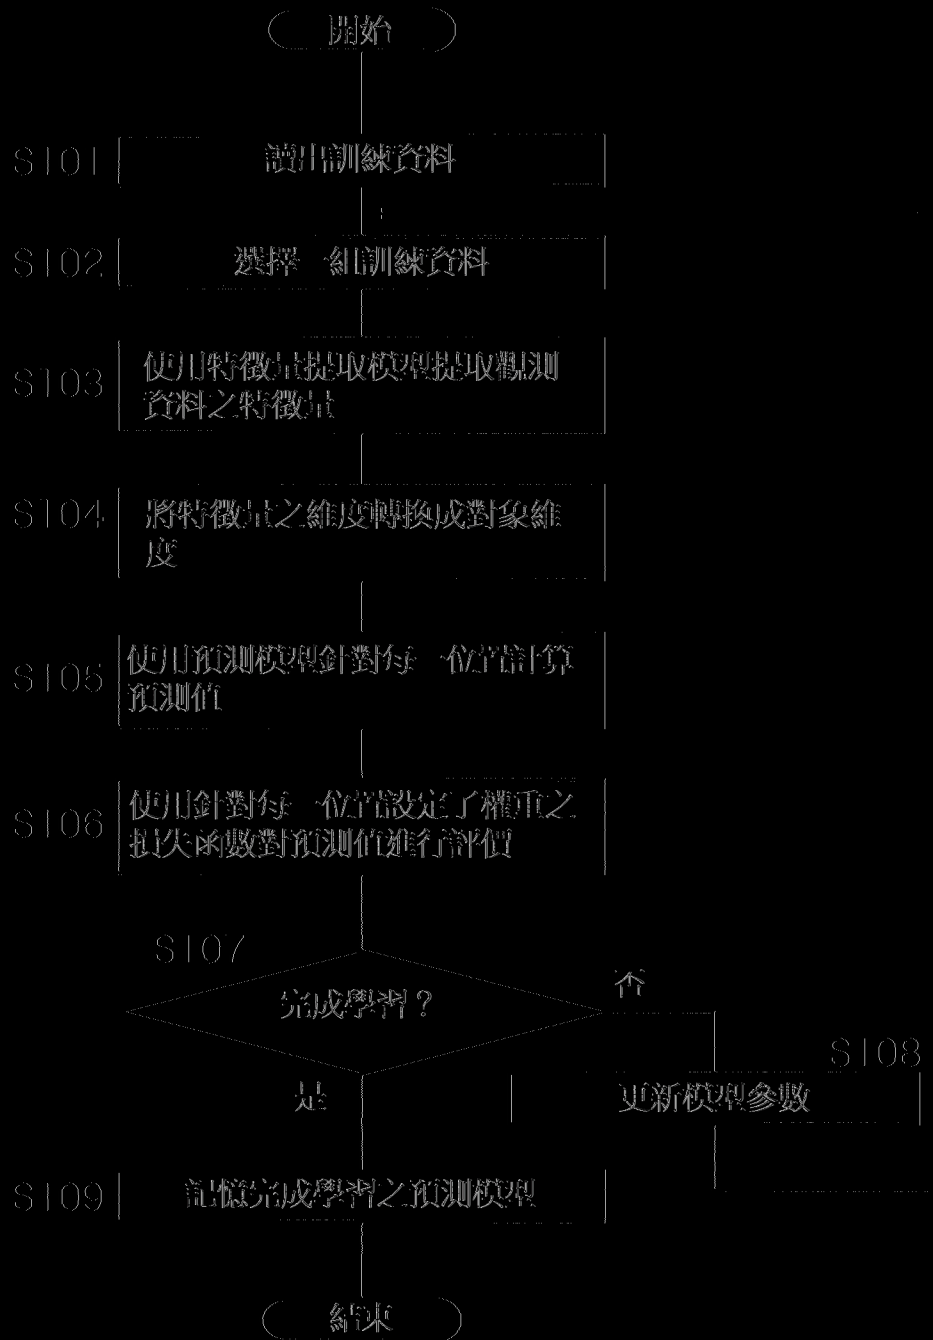 開始
S101
讀出訓練資料
S102
選擇一組訓練資料
S103
使用特徵量提取模型提取觀測
資料之特徵量
S104
將特徵量之維度轉換成對象維
度
S105
使用預測模型針對每一位置計算
預測值
S106
使用針對每一位置設定了權重之
損失函數對預測值進行評價
S107
完成學習?
否
S108
是
更新模型參數
S109
記憶完成學習之預測模型
結束